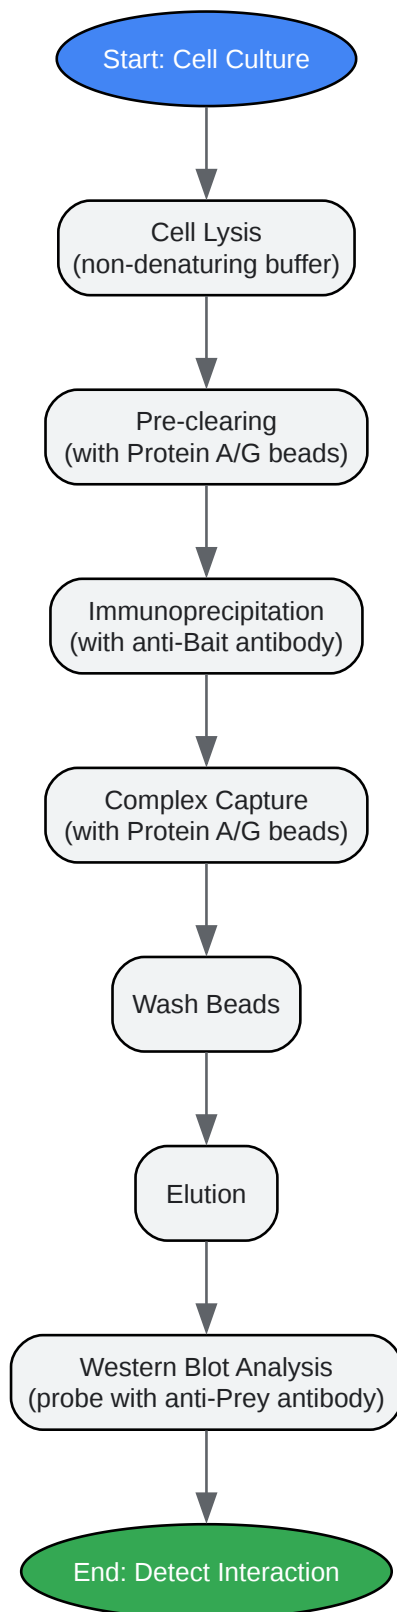 Start: Cell Culture
Cell Lysis
(non-denaturing buffer)
Pre-clearing
(with Protein A/G beads)
Immunoprecipitation
(with anti-Bait antibody)
Complex Capture
(with Protein A/G beads)
Wash Beads
Elution
Western Blot Analysis
(probe with anti-Prey antibody)
End: Detect Interaction